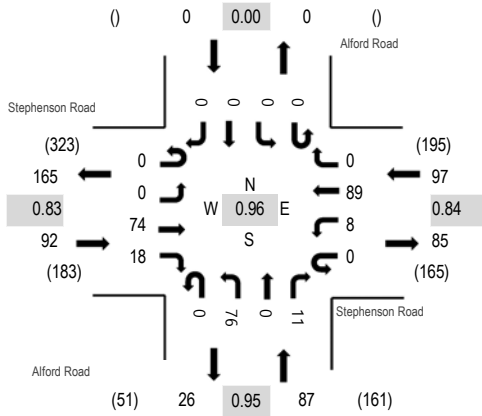 () 0 0.00 0 ()
Alford Road
0 0 0 0
Stephenson Road
(323) 0 0 (195)
165 97
0 N 89
0.83 W 0.96 E 0.84
74 S 8
92 85
18 0
(183) (165)
0 76 0 11
Stephenson Road
Alford Road
(51) 26 0.95 87 (161)